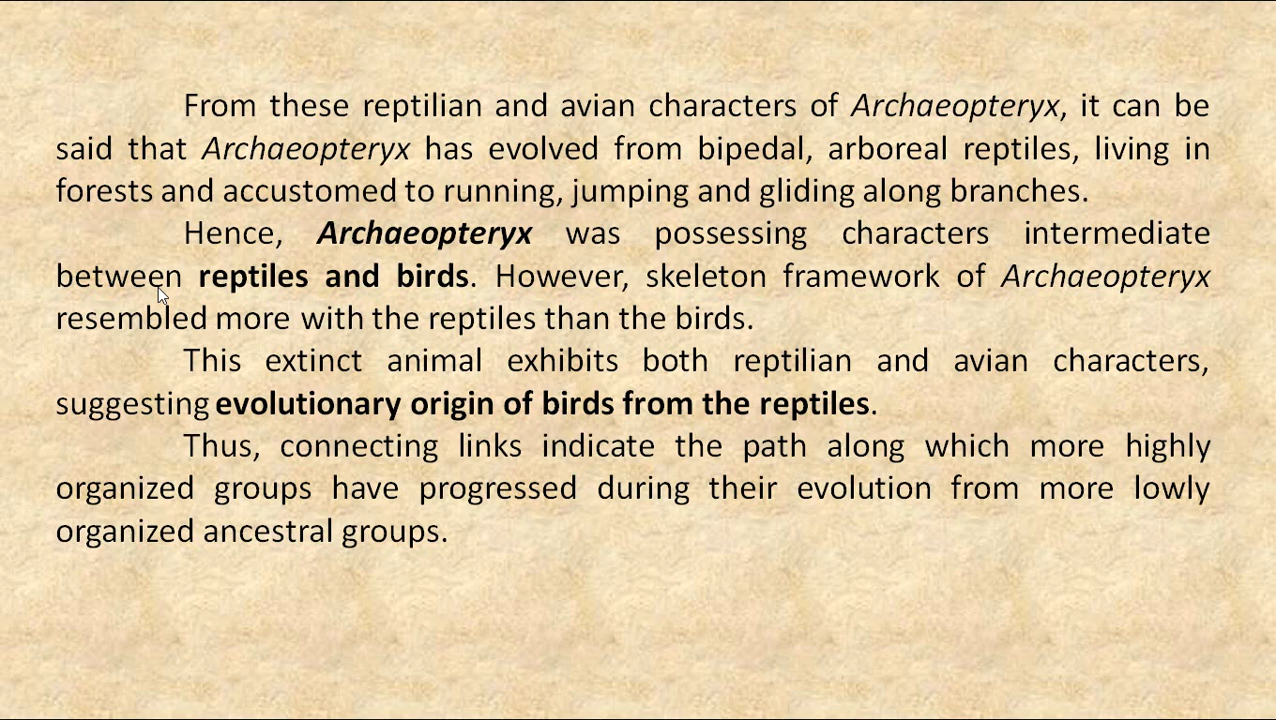 From these reptilian and avian characters of Archaeopteryx, it can be
said that Archaeopteryx has evolved from bipedal, arboreal reptiles, living in
forests and accustomed to running, jumping and gliding along branches.
Hence, Archaeopteryx was possessing characters intermediate
between reptiles and birds. However, skeleton framework of Archaeopteryx
resembled more with the reptiles than the birds.
This extinct animal exhibits both reptilian and avian characters,
suggesting evolutionary origin of birds from the reptiles.
Thus, connecting links indicate the path along which more highly
organized groups have progressed during their evolution from more lowly
organized ancestral groups.